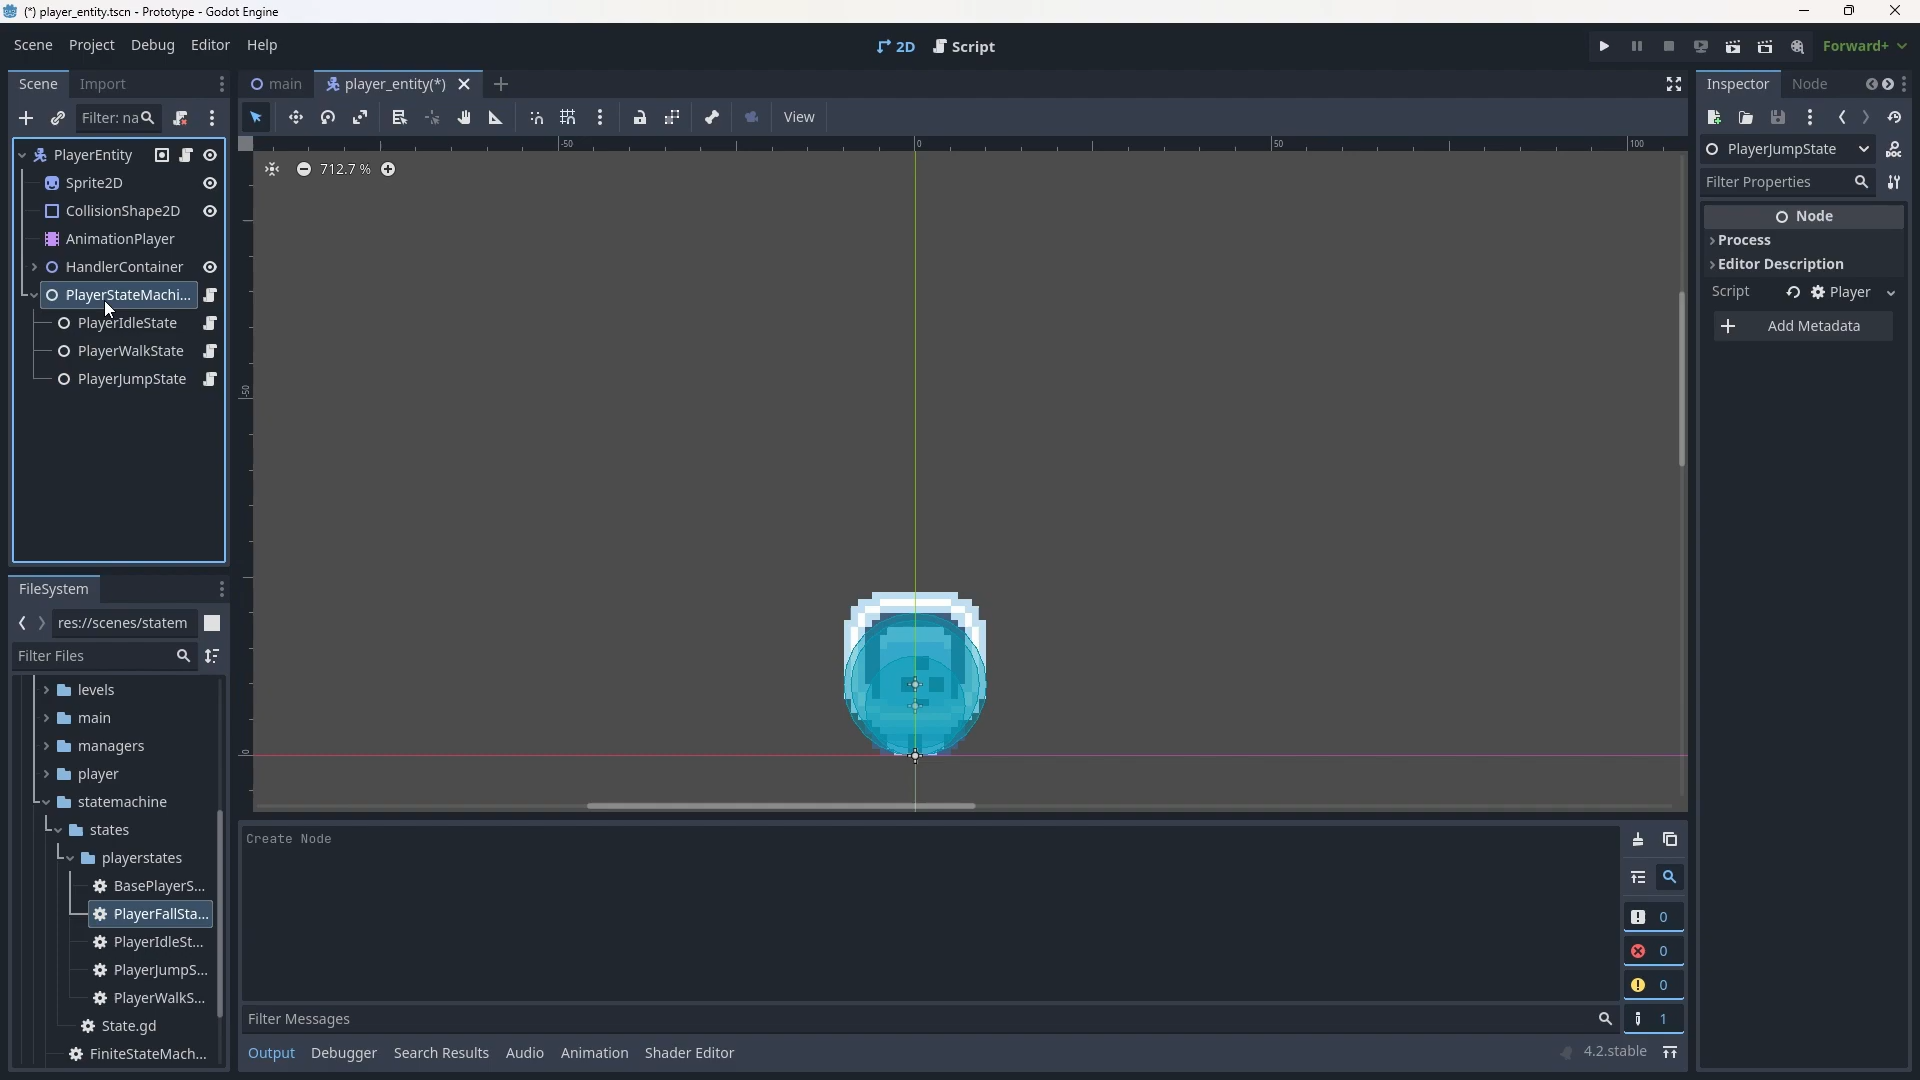 (*) player_entity.tscn - Prototype - Godot Engine
Scene Project Debug Editor Help
2D Script
Forward+
Scene Import
main player_entity(*)
Inspector Node
Filter: na
View
PlayerEntity
Sprite2D
CollisionShape2D
AnimationPlayer
HandlerContainer
PlayerStateMachi...
PlayerIdleState
PlayerWalkState
PlayerJumpState
-50 0 50 100
712.7 %
-50
0
PlayerJumpState
Filter Properties
Node
Process
Editor Description
Script Player
Add Metadata
FileSystem
res://scenes/statem
Filter Files
levels
main
managers
player
statemachine
states
playerstates
BasePlayerS...
PlayerFallSta...
PlayerIdleSt...
PlayerJumpS...
PlayerWalkS...
State.gd
FiniteStateMach...
Create Node
0
0
0
1
Filter Messages
Output Debugger Search Results Audio Animation Shader Editor
4.2.stable